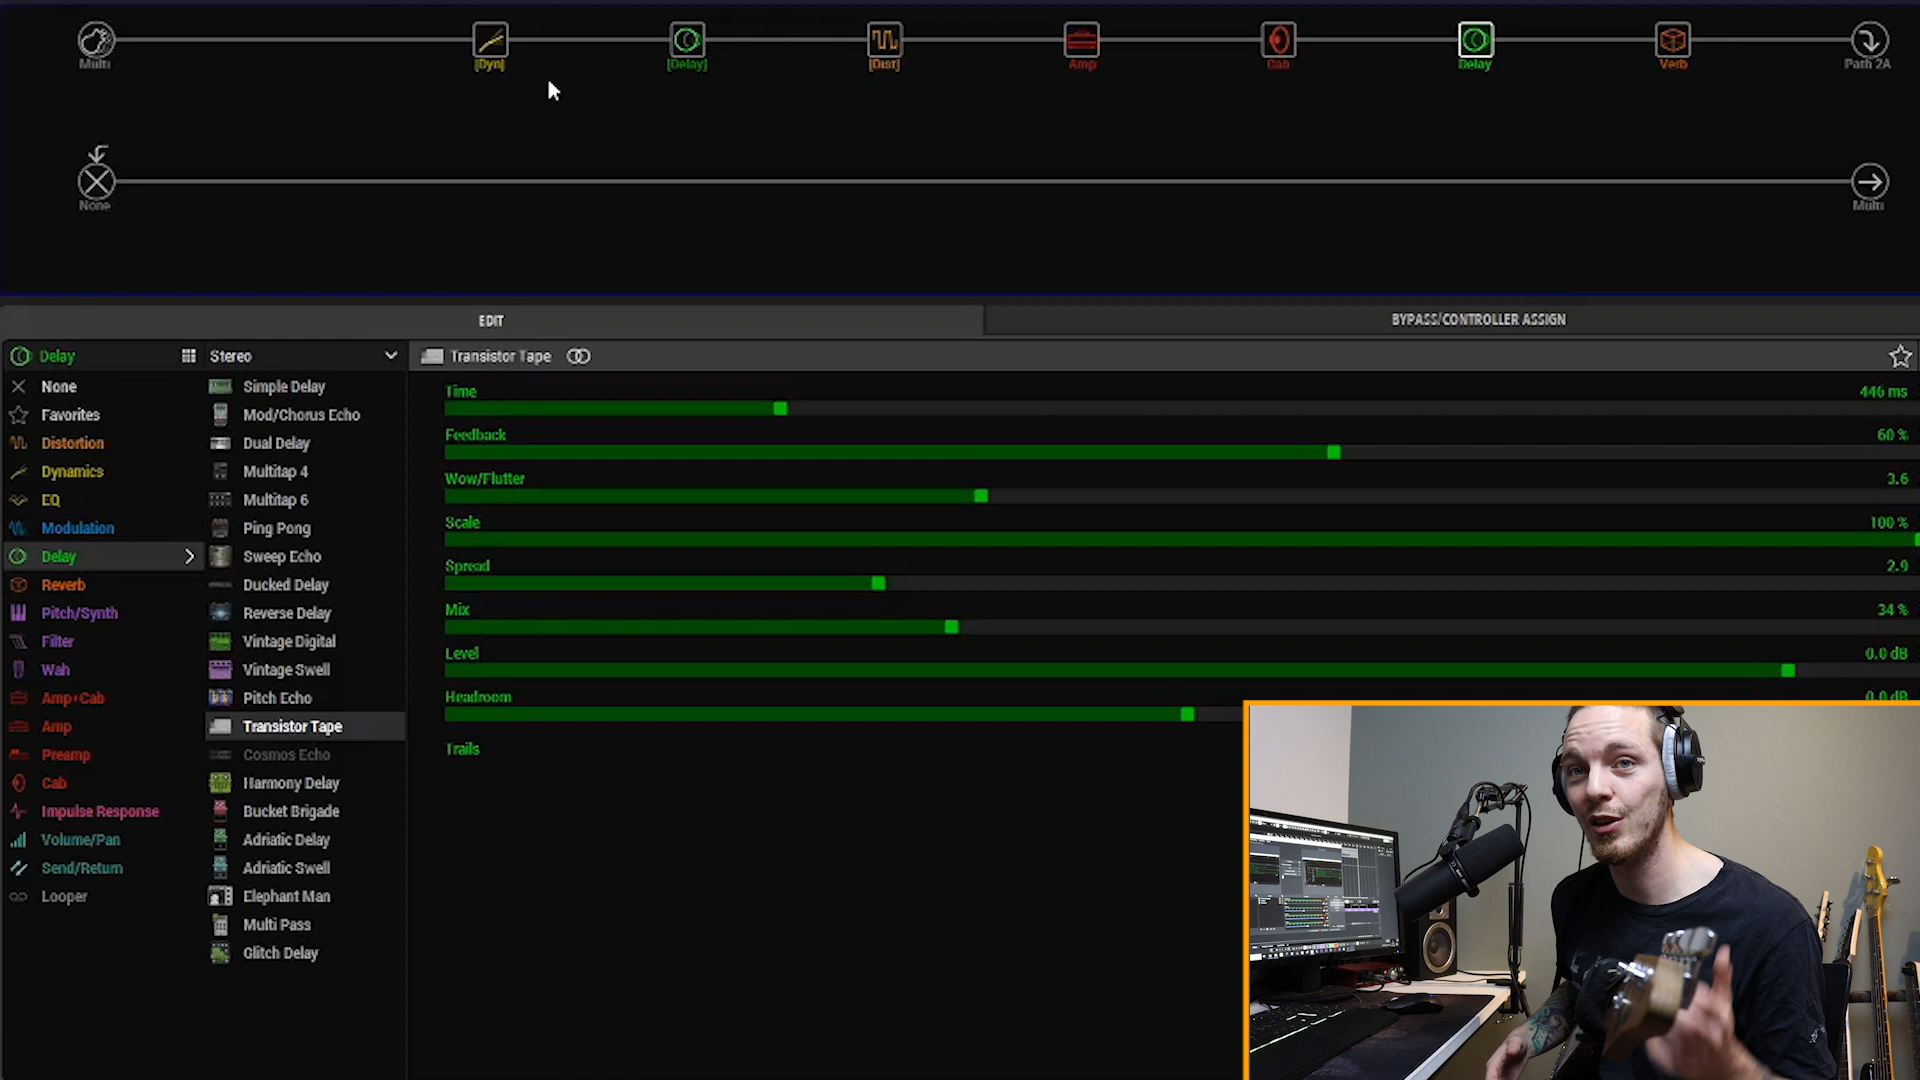 Multi
|Dyn|
|Delay|
|Dist|
Amp
Cab
Delay
Verb
Path 2A
None
Multi
EDIT
BYPASS/CONTROLLER ASSIGN
Delay
Stereo
Transistor Tape
None
Favorites
Distortion
Dynamics
EQ
Modulation
Delay
Reverb
Pitch/Synth
Filter
Wah
Amp+Cab
Amp
Preamp
Cab
Impulse Response
Volume/Pan
Send/Return
Looper
Simple Delay
Mod/Chorus Echo
Dual Delay
Multitap 4
Multitap 6
Ping Pong
Sweep Echo
Ducked Delay
Reverse Delay
Vintage Digital
Vintage Swell
Pitch Echo
Transistor Tape
Cosmos Echo
Harmony Delay
Bucket Brigade
Adriatic Delay
Adriatic Swell
Elephant Man
Multi Pass
Glitch Delay
Time 446 ms
Feedback 60 %
Wow/Flutter 3.6
Scale 100 %
Spread 2.9
Mix 34 %
Level 0.0 dB
Headroom 0.0 dB
Trails